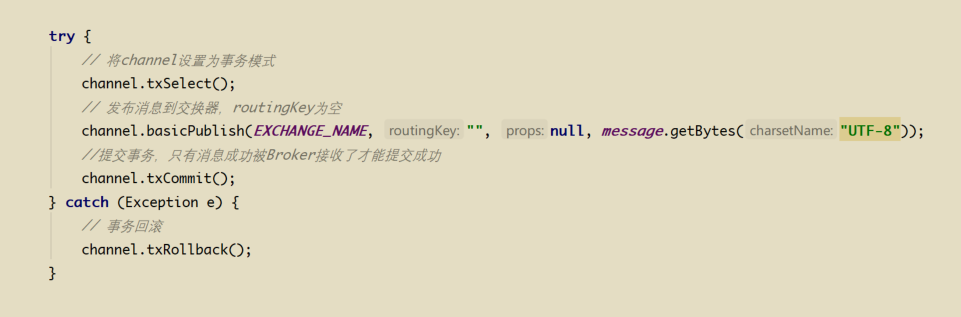 try {
// 将channel设置为事务模式
channel.txSelect();
// 发布消息到交换器，routingKey为空
channel.basicPublish(EXCHANGE_NAME, routingKey: "", props: null, message.getBytes( charsetName: "UTF-8"));
//提交事务，只有消息成功被Broker接收了才能提交成功
channel.txCommit();
} catch (Exception e) {
// 事务回滚
channel.txRollback();
}